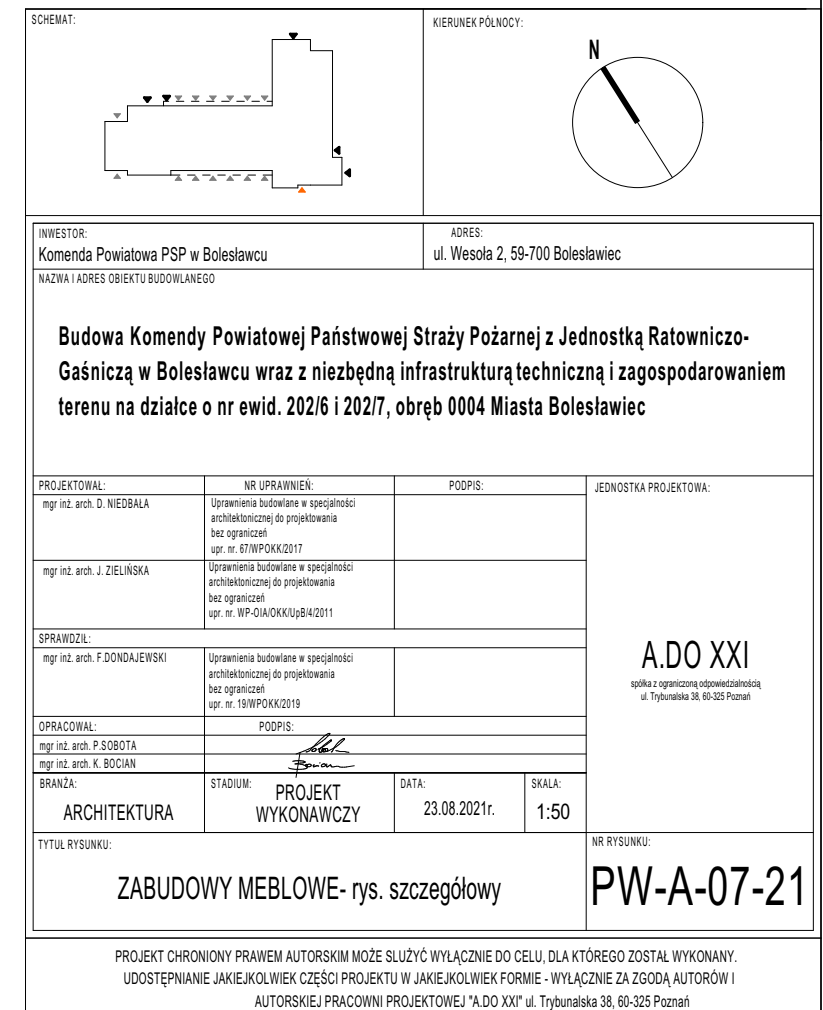 SCHEMAT:
KIERUNEK PÓŁNOCY:
N
INWESTOR:
Komenda Powiatowa PSP w Bolesławcu
ADRES:
ul. Wesoła 2, 59-700 Bolesławiec
NAZWA I ADRES OBIEKTU BUDOWLANEGO
Budowa Komendy Powiatowej Państwowej Straży Pożarnej z Jednostką Ratowniczo-
Gaśniczą w Bolesławcu wraz z niezbędną infrastrukturą techniczną i zagospodarowaniem
terenu na działce o nr ewid. 202/6 i 202/7, obręb 0004 Miasta Bolesławiec
PROJEKTOWAŁ:
NR UPRAWNIEŃ:
PODPIS:
mgr inż. arch. D. NIEDBAŁA
Uprawnienia budowlane w specjalności
architektonicznej do projektowania
bez ograniczeń
upr. nr. 67/WPOKK/2017
mgr inż. arch. J. ZIELIŃSKA
Uprawnienia budowlane w specjalności
architektonicznej do projektowania
bez ograniczeń
upr. nr. WP-OIA/OKK/UpB/4/2011
SPRAWDZIŁ:
mgr inż. arch. F.DONDAJEWSKI
Uprawnienia budowlane w specjalności
architektonicznej do projektowania
bez ograniczeń
upr. nr. 19/WPOKK/2019
OPRACOWAŁ:
PODPIS:
mgr inż. arch. P.SOBOTA
Sobota
mgr inż. arch. K. BOCIAN
Bocian
JEDNOSTKA PROJEKTOWA:
A.DO XXI
spółka z ograniczoną odpowiedzialnością
ul. Trybunalska 38, 60-325 Poznań
BRANŻA:
ARCHITEKTURA
STADIUM:
PROJEKT
WYKONAWCZY
DATA:
23.08.2021r.
SKALA:
1:50
TYTUŁ RYSUNKU:
ZABUDOWY MEBLOWE- rys. szczegółowy
NR RYSUNKU:
PW-A-07-21
PROJEKT CHRONIONY PRAWEM AUTORSKIM MOŻE SLUŻYĆ WYŁĄCZNIE DO CELU, DLA KTÓREGO ZOSTAŁ WYKONANY.
UDOSTĘPNIANIE JAKIEJKOLWIEK CZĘŚCI PROJEKTU W JAKIEJKOLWIEK FORMIE - WYŁĄCZNIE ZA ZGODĄ AUTORÓW I
AUTORSKIEJ PRACOWNI PROJEKTOWEJ "A.DO XXI" ul. Trybunalska 38, 60-325 Poznań